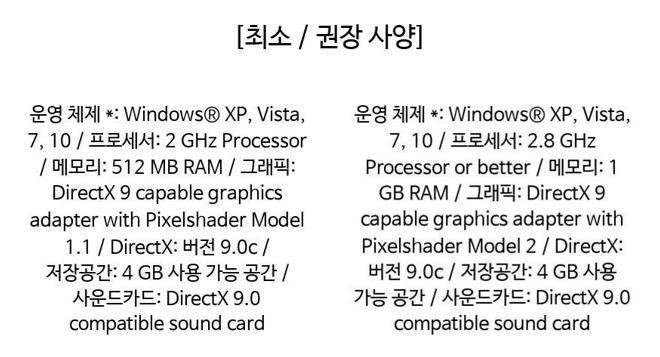 [최소 / 권장 사양]
운영 체제 *: Windows® XP, Vista,
7, 10 / 프로세서: 2 GHz Processor
/ 메모리: 512 MB RAM / 그래픽:
DirectX 9 capable graphics
adapter with Pixelshader Model
1.1 / DirectX: 버전 9.0c /
저장공간: 4 GB 사용 가능 공간 /
사운드카드: DirectX 9.0
compatible sound card
운영 체제 *: Windows® XP, Vista,
7, 10 / 프로세서: 2.8 GHz
Processor or better / 메모리: 1
GB RAM / 그래픽: DirectX 9
capable graphics adapter with
Pixelshader Model 2 / DirectX:
버전 9.0c / 저장공간: 4 GB 사용
가능 공간 / 사운드카드: DirectX 9.0
compatible sound card